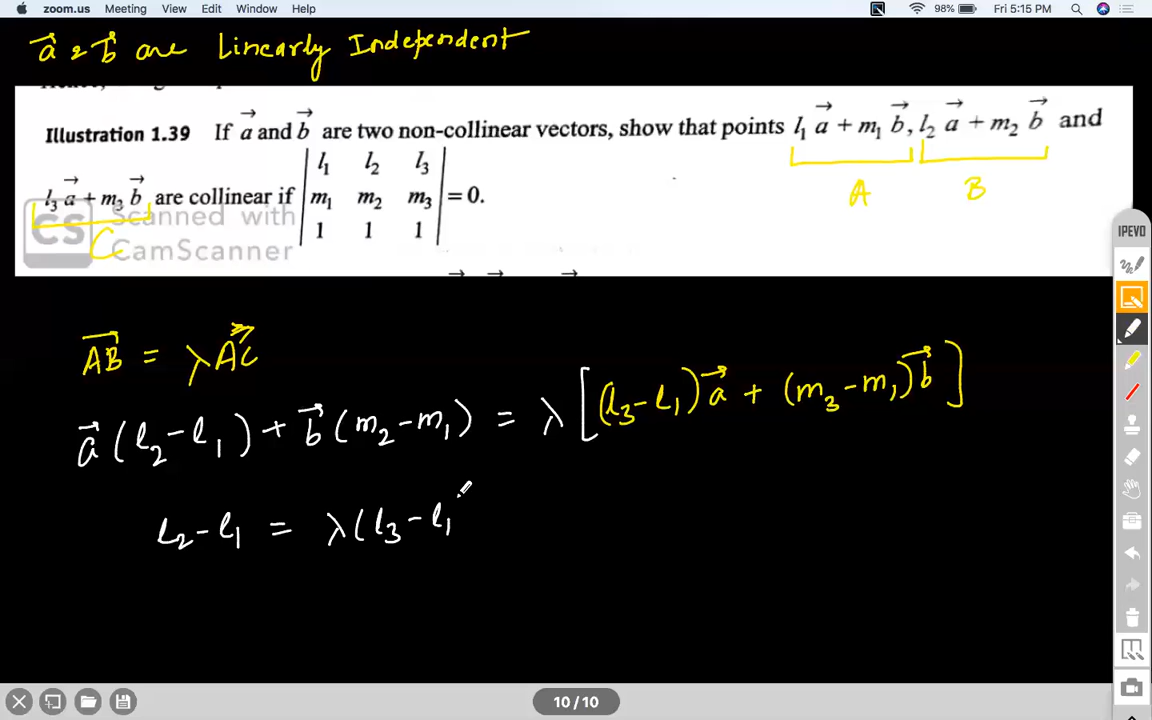 zoom.us Meeting View Edit Window Help 98% Fri 5:15 PM
a⃗ & b⃗ are Linearly Independent
Illustration 1.39 If a⃗ and b⃗ are two non-collinear vectors, show that points l₁ a⃗ + m₁ b⃗, l₂ a⃗ + m₂ b⃗ and
A B
l₃ a⃗ + m₃ b⃗ are collinear if | l₁ l₂ l₃ |
| m₁ m₂ m₃ | = 0.
| 1 1 1 |
C
CS Scanned with
CamScanner
IPEVO
AB⃗ = λAC⃗
a⃗(l₂-l₁) + b⃗(m₂-m₁) = λ[(l₃-l₁)a⃗ + (m₃-m₁)b⃗]
l₂-l₁ = λ(l₃-l₁
10/10